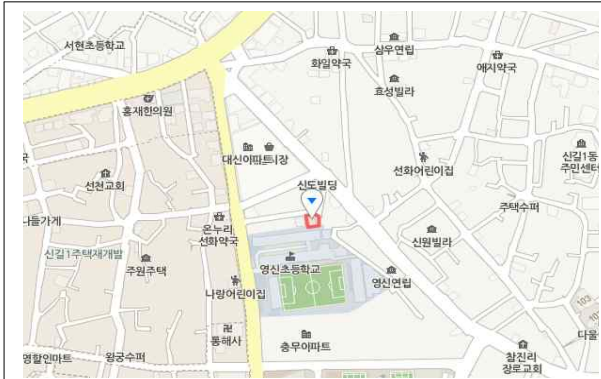 상우연립
서현초등학교
화일약국
애지약국
효성빌라
홍재한의원
대신아파트시장
신길1동
주민센터
선화어린이집
선천교회
신도빌딩
주택수퍼
나들가게
온누리
선화약국
신원빌라
신길1주택재개발
주원주택
영신초등학교
나랑어린이집
영신연립
103
통해사
충무아파트
다울
영할인마트
왕궁수퍼
참진리
장로교회